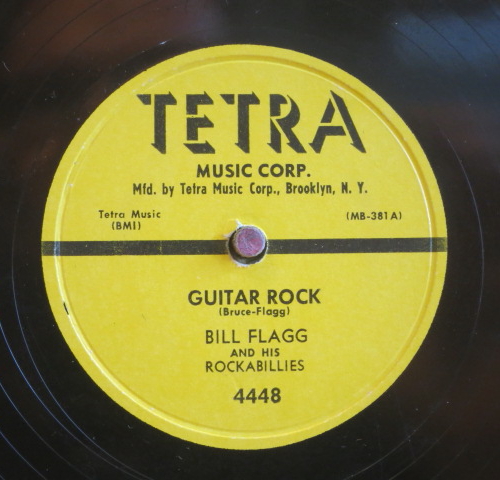 TETRA
MUSIC CORP.
Mfd. by Tetra Music Corp., Brooklyn, N. Y.
Tetra Music
(BMI)
(MB-381A)
GUITAR ROCK
(Bruce-Flagg)
BILL FLAGG
AND HIS
ROCKABILLIES
4448